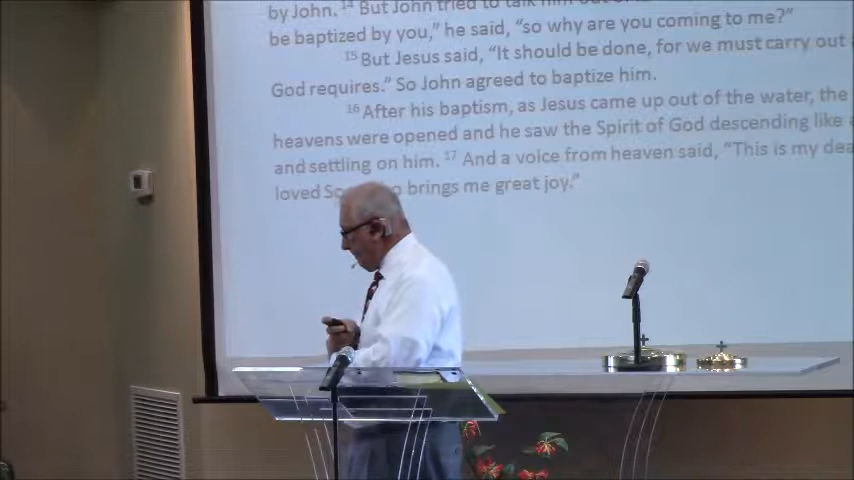 by John. 14 But John tried to talk him out of
be baptized by you," he said, "so why are you coming to me?"
15 But Jesus said, "It should be done, for we must carry out
God requires." So John agreed to baptize him.
16 After his baptism, as Jesus came up out of the water, the
heavens were opened and he saw the Spirit of God descending like
and settling on him. 17 And a voice from heaven said, "This is my
loved brings me great joy."